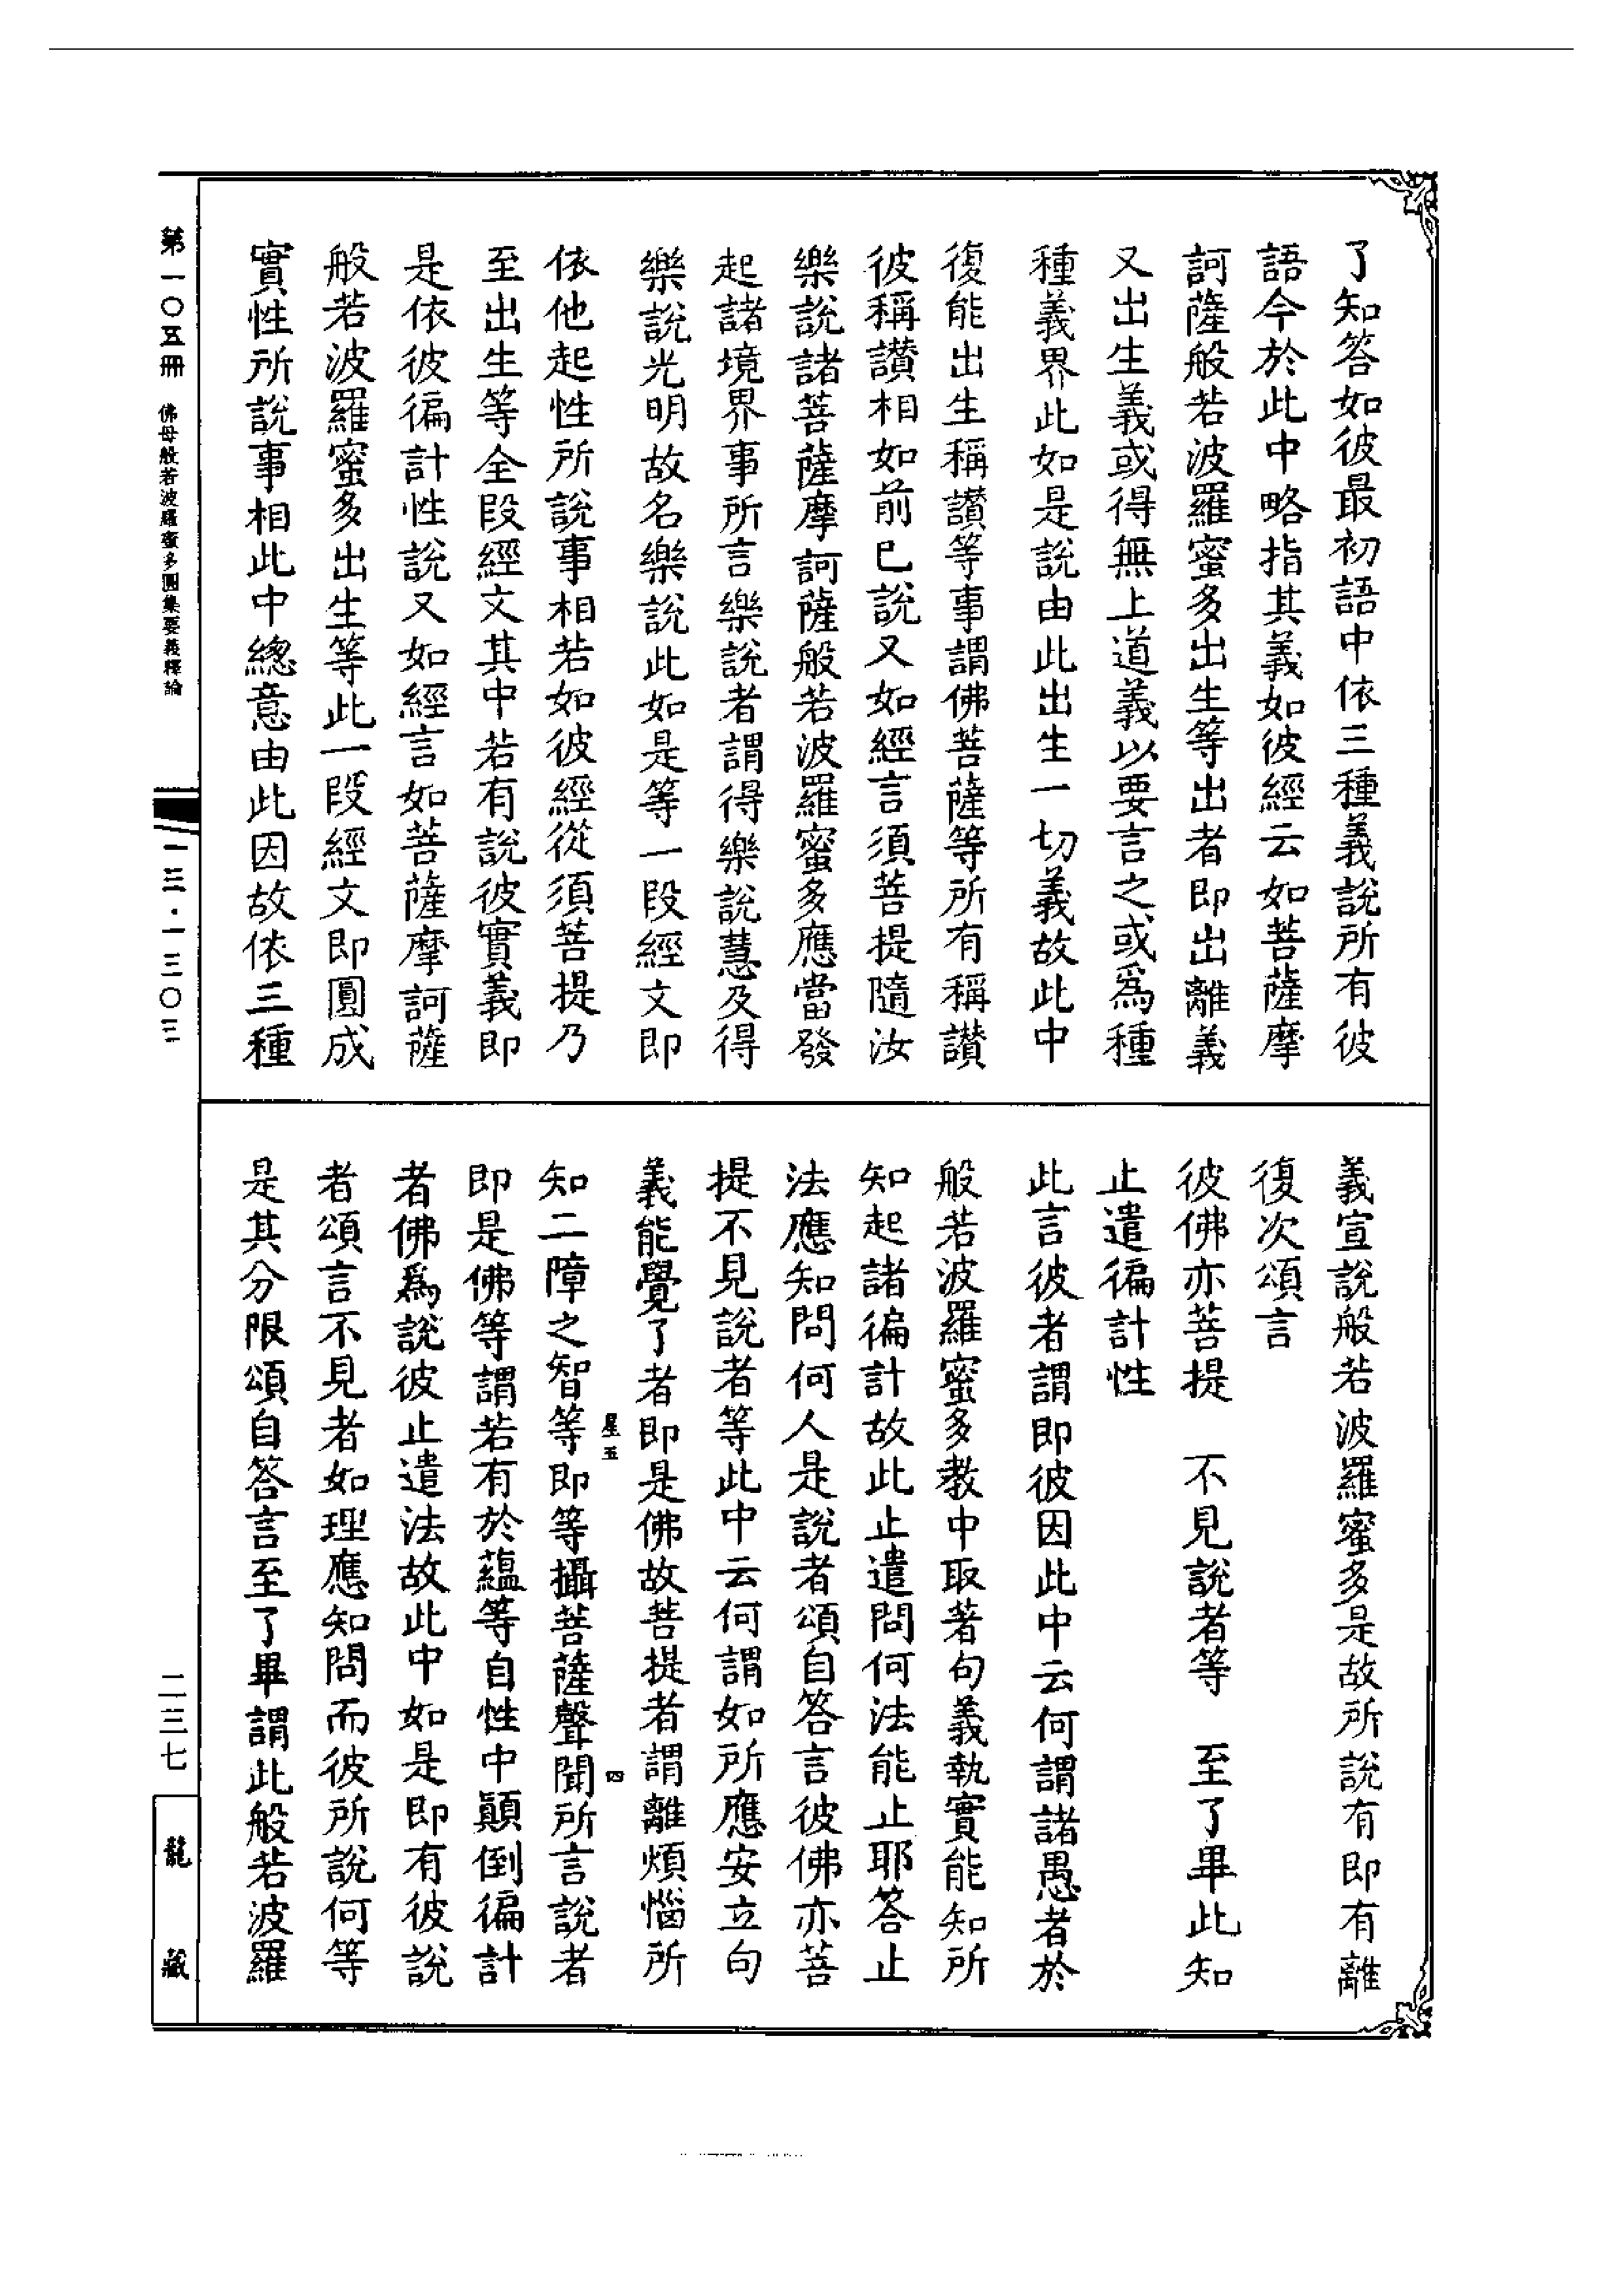 了知答如彼最初語中依三種義說所有彼
語今於此中略指其義如彼經云如菩薩摩
訶薩般若波羅蜜多出生等出者即出離義
又出生義或得無上道義以要言之或爲種
種義界此如是說由此出生一切義故此中
復能出生稱讚等事謂佛菩薩等所有稱讚
彼稱讚相如前已說又如經言須菩提隨汝
樂說諸菩薩摩訶薩般若波羅蜜多應當發
起諸境界事所言樂說者謂得樂說慧及得
樂說光明故名樂說此如是等一段經文即
依他起性所說事相若如彼經從須菩提乃
至出生等全段經文其中若有說彼實義即
是依彼徧計性說又如經言如菩薩摩訶薩
般若波羅蜜多出生等此一段經文即圓成
實性所說事相此中總意由此因故依三種
義宣說般若波羅蜜多是故所說有即有離
復次頌言
彼佛亦菩提　不見說者等　至了畢此知
止遣徧計性
此言彼者謂即彼因此中云何謂諸愚者於
般若波羅蜜多教中取著句義執實能知所
知起諸徧計故此止遣問何法能止耶答止
法應知問何人是說者頌自答言彼佛亦菩
提不見說者等此中云何謂如所應安立句
義能覺了者即是佛故菩提者謂離煩惱所
星五　四
知二障之智等即等攝菩薩聲聞所言說者
即是佛等謂若有於蘊等自性中顛倒徧計
者佛爲說彼止遣法故此中如是即有彼說
者頌言不見者如理應知問而彼所說何等
是其分限頌自答言至了畢謂此般若波羅
第一〇五冊　佛母般若波羅蜜多圓集要義釋論
一三·一三〇三
二三七
龍藏